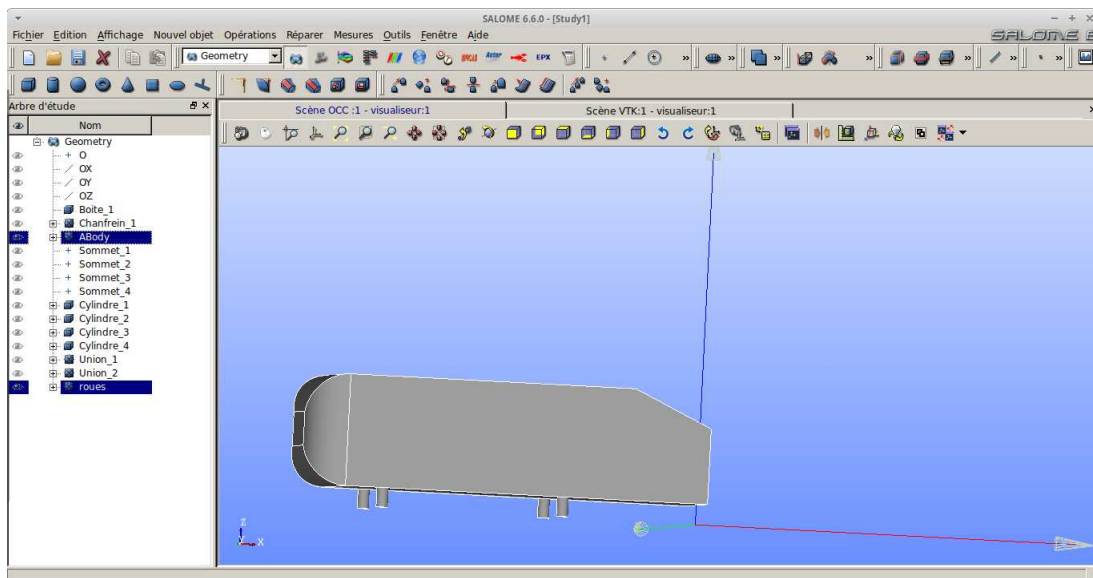 SALOME 6.6.0 - [Study1]
Fichier Edition Affichage Nouvel objet Opérations Réparer Mesures Outils Fenêtre Aide
SALOME 6
Geometry » » » » » »
EPX
Arbre d'étude
Scène OCC :1 - visualiseur:1 Scène VTK:1 - visualiseur:1
Nom
Geometry
O
OX
OY
OZ
Boite_1
Chanfrein_1
ABody
Sommet_1
Sommet_2
Sommet_3
Sommet_4
Cylindre_1
Cylindre_2
Cylindre_3
Cylindre_4
Union_1
Union_2
roues
Z
Y X